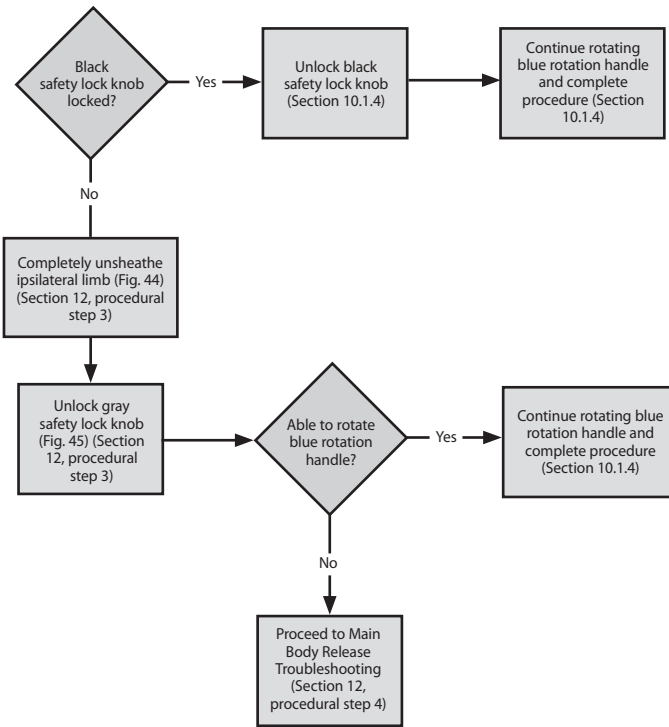 Black
safety lock knob
locked?
Yes
Unlock black
safety lock knob
(Section 10.1.4)
Continue rotating
blue rotation handle
and complete
procedure (Section
10.1.4)
No
Completely unsheathe
ipsilateral limb (Fig. 44)
(Section 12, procedural
step 3)
Unlock gray
safety lock knob
(Fig. 45) (Section
12, procedural
step 3)
Able to rotate
blue rotation
handle?
Yes
Continue rotating blue
rotation handle and
complete procedure
(Section 10.1.4)
No
Proceed to Main
Body Release
Troubleshooting
(Section 12,
procedural step 4)